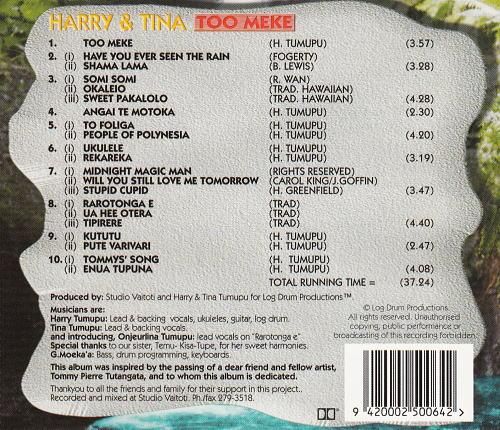 HARRY & TINA TOO MEKE
1. TOO MEKE (H. TUMUPU) (3.57)
2. (i) HAVE YOU EVER SEEN THE RAIN (FOGERTY)
(ii) SHAMA LAMA (B. LEWIS) (3.28)
3. (i) SOMI SOMI (R. WAN)
(ii) OKALEIO (TRAD. HAWAIIAN)
(iii) SWEET PAKALOLO (TRAD. HAWAIIAN) (4.28)
4. ANGAI TE MOTOKA (H. TUMUPU) (2.30)
5. (i) TO FOLIGA (H. TUMUPU)
(ii) PEOPLE OF POLYNESIA (H. TUMUPU) (4.20)
6. (i) UKULELE (H. TUMUPU)
(ii) REKAREKA (H. TUMUPU) (3.19)
7. (i) MIDNIGHT MAGIC MAN (RIGHTS RESERVED)
(ii) WILL YOU STILL LOVE ME TOMORROW (CAROL KING/J.GOFFIN)
(iii) STUPID CUPID (H. GREENFIELD) (3.47)
8. (i) RAROTONGA E (TRAD)
(ii) UA HEE OTERA (TRAD)
(iii) TIPIRERE (TRAD) (4.40)
9. (i) KUTUTU (H. TUMUPU)
(ii) PUTE VARIVARI (H. TUMUPU) (2.47)
10. (i) TOMMYS' SONG (H. TUMUPU)
(ii) ENUA TUPUNA (H. TUMUPU) (4.08)
TOTAL RUNNING TIME = (37.24)
Produced by: Studio Vaitoti and Harry & Tina Tumupu for Log Drum Productions™
Musicians are:
Harry Tumupu: Lead & backing vocals, ukuleles, guitar, log drum.
Tina Tumupu: Lead & backing vocals
and introducing, Onjeurlina Tumupu: lead vocals on "Rarotonga e"
Special thanks to our sister, Temu-Kisa-Tupe, for her sweet harmonies.
G.Moeka'a: Bass, drum programming, keyboards.
This album was inspired by the passing of a dear friend and fellow artist,
Tommy Pierre Tutangata, and to whom this album is dedicated.
Thankyou to all the friends and family for their support in this project..
Recorded and mixed at Studio Vaitoti. Ph./fax 279-3518.
© Log Drum Productions.
All rights reserved. Unauthorised
copying, public performance or
broadcasting of this recording forbidden.
9 420002 500642 >